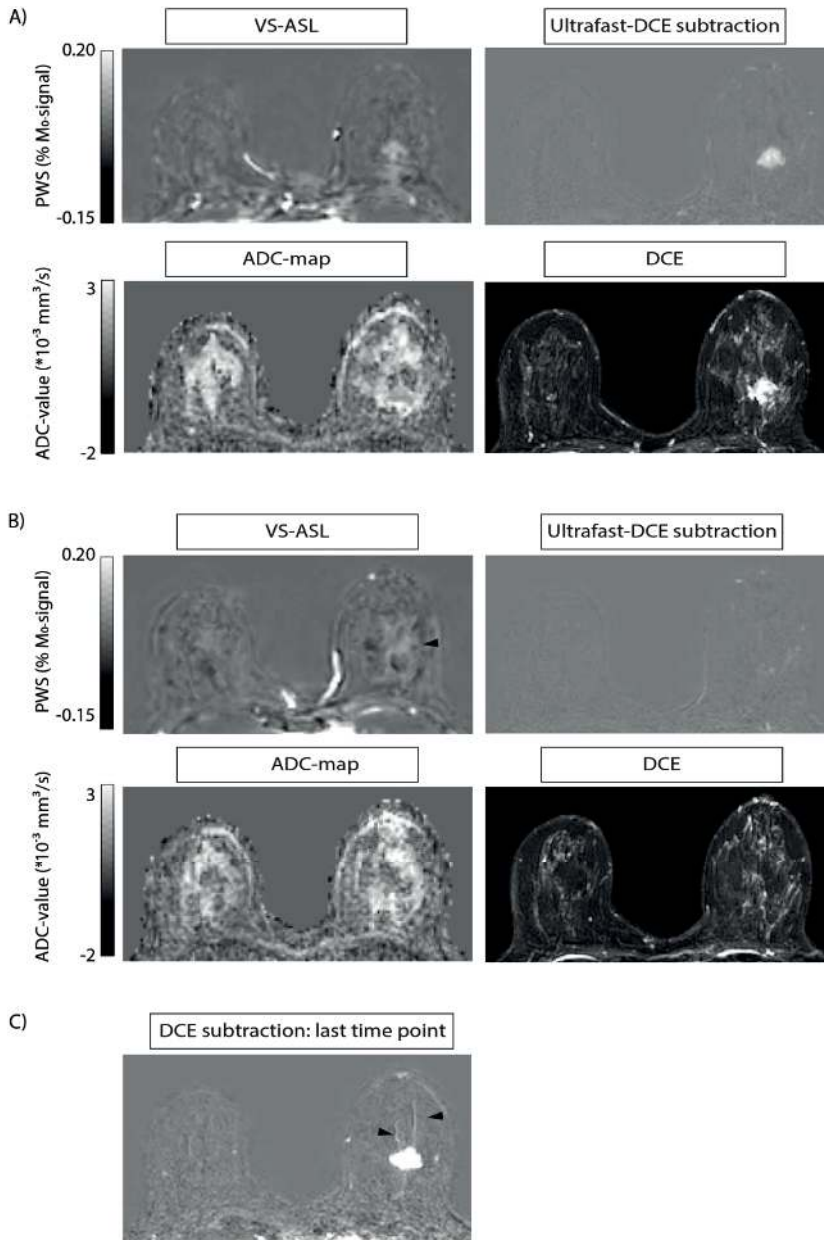 A)
VS-ASL
Ultrafast-DCE subtraction
0.20
PWS (% M₀-signal)
-0.15
ADC-map
DCE
3
ADC-value (*10⁻³ mm²/s)
-2
B)
VS-ASL
Ultrafast-DCE subtraction
0.20
PWS (% M₀-signal)
-0.15
ADC-map
DCE
3
ADC-value (*10⁻³ mm³/s)
-2
C)
DCE subtraction: last time point